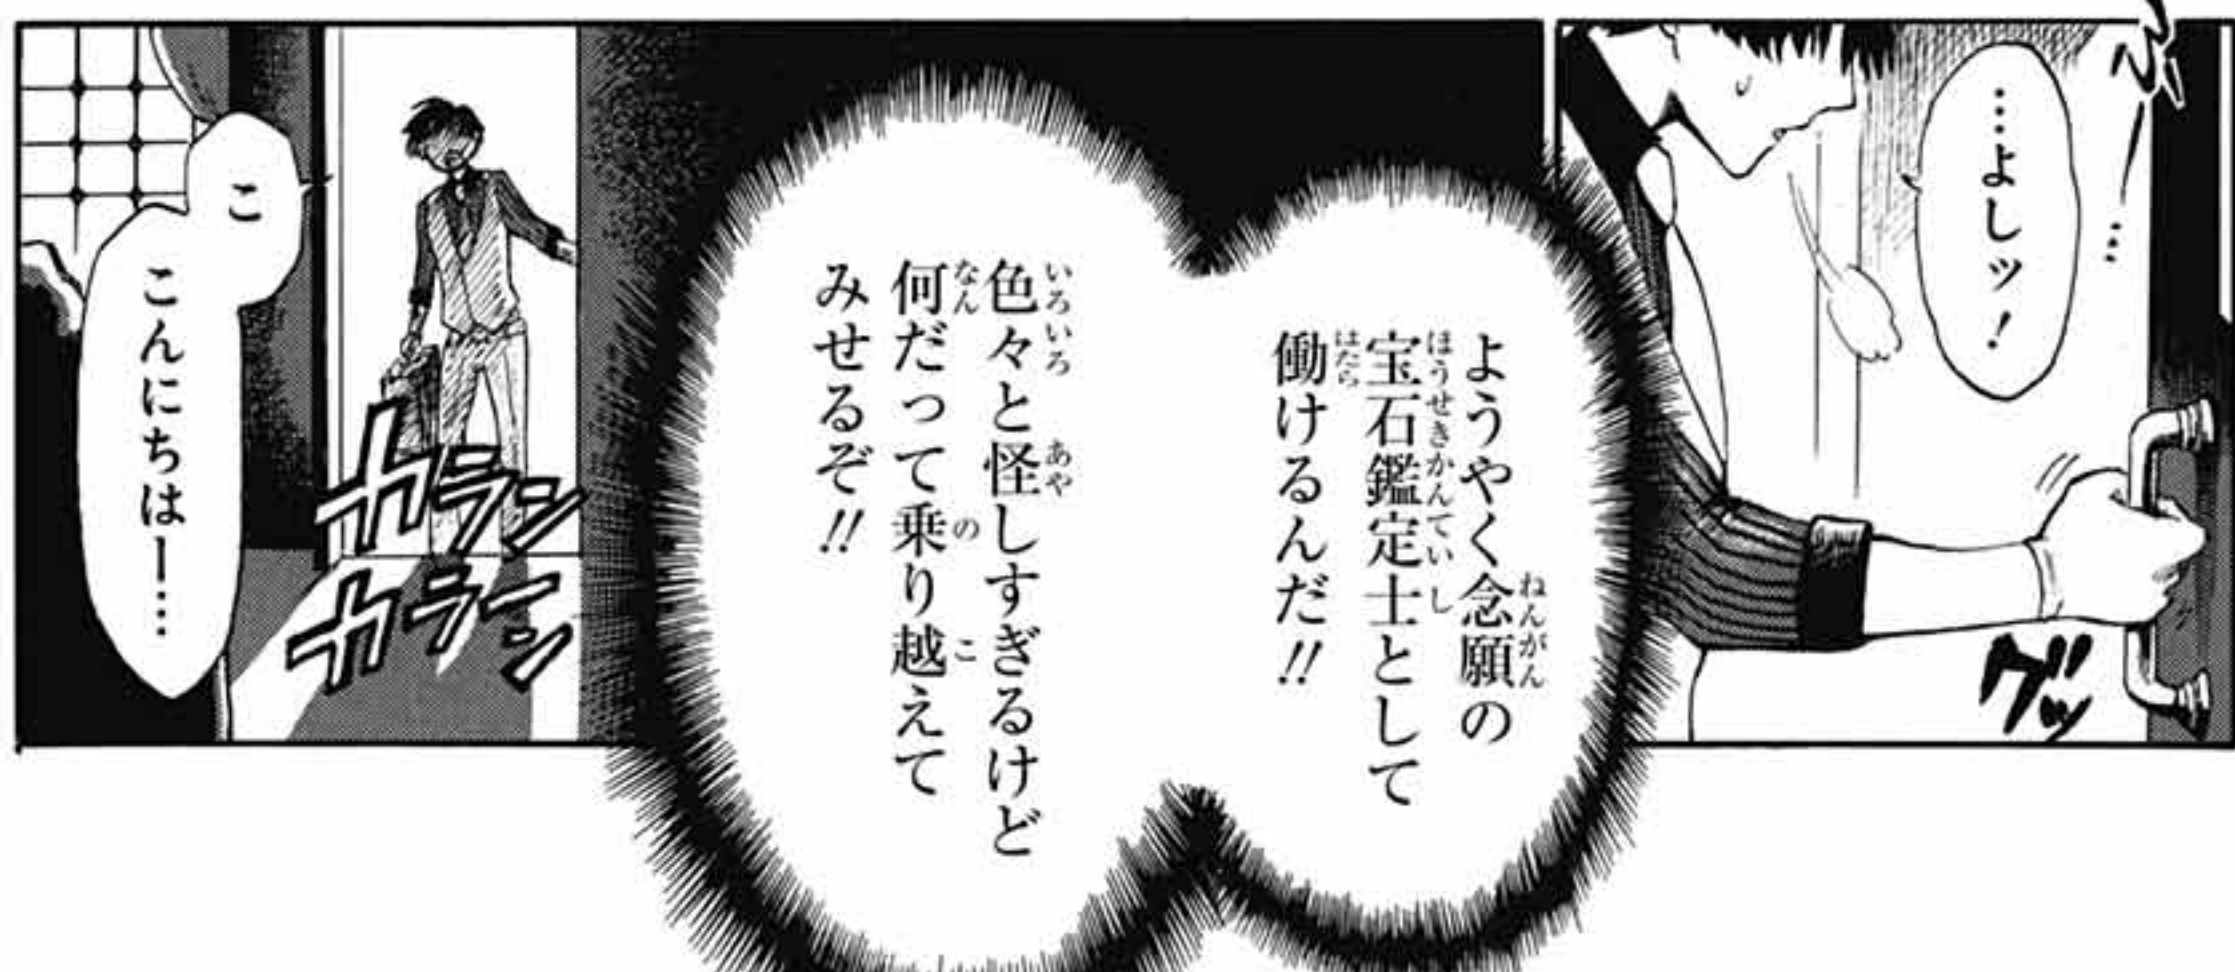 …よしッ!
グッ
ようやく念願の
宝石鑑定士として
働けるんだ!!
色々と怪しすぎるけど
何だって乗り越えて
みせるぞ!!
カララン
カラーン
こ
こんにちはー…